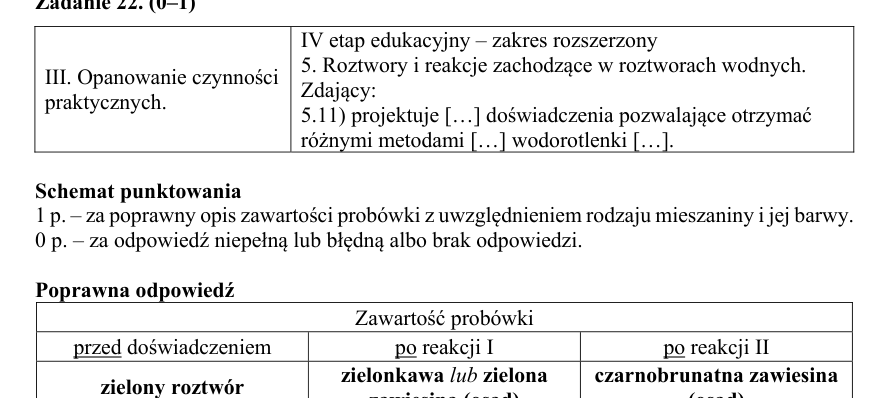 Zadanie 22. (0–1)
III. Opanowanie czynności
praktycznych.
IV etap edukacyjny – zakres rozszerzony
5. Roztwory i reakcje zachodzące w roztworach wodnych.
Zdający:
5.11) projektuje […] doświadczenia pozwalające otrzymać
różnymi metodami […] wodorotlenki […].
Schemat punktowania
1 p. – za poprawny opis zawartości probówki z uwzględnieniem rodzaju mieszaniny i jej barwy.
0 p. – za odpowiedź niepełną lub błędną albo brak odpowiedzi.
Poprawna odpowiedź
Zawartość probówki
przed doświadczeniem
po reakcji I
po reakcji II
zielony roztwór
zielonkawa lub zielona
zawiesina (osad)
czarnobrunatna zawiesina
(osad)